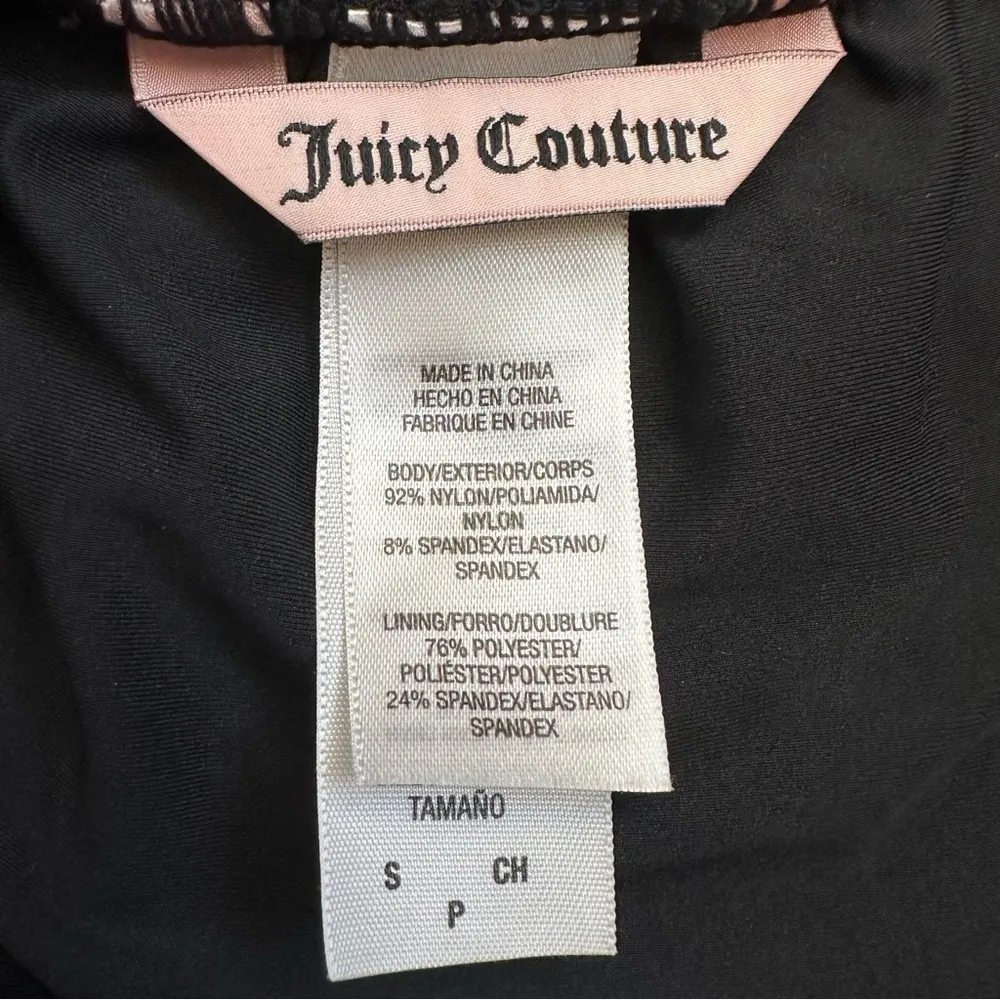 Juicy Couture
MADE IN CHINA
HECHO EN CHINA
FABRIQUE EN CHINE
BODY/EXTERIOR/CORPS
92% NYLON/POLIAMIDA/
NYLON
8% SPANDEX/ELASTANO/
SPANDEX
LINING/FORRO/DOUBLURE
76% POLYESTER/
POLIÉSTER/POLYESTER
24% SPANDEX/ELASTANO/
SPANDEX
TAMAÑO
S CH
P